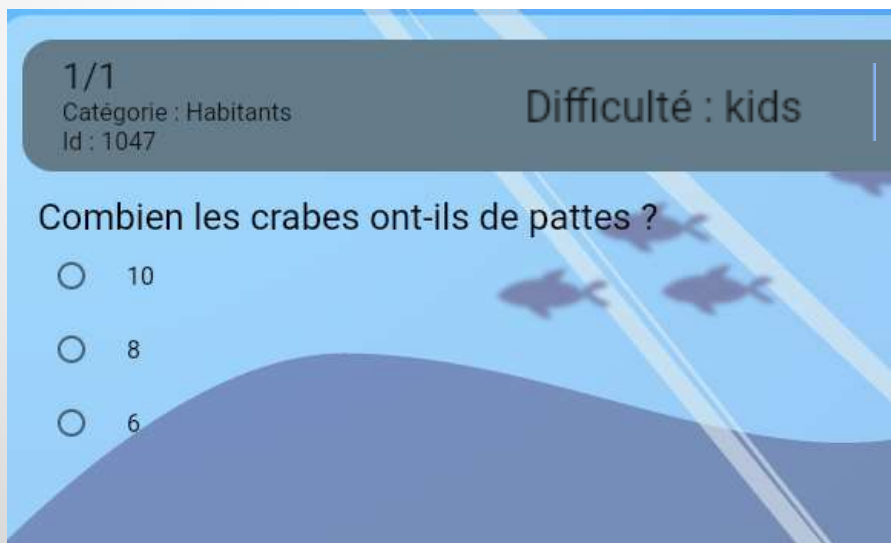 1/1
Catégorie : Habitants
Id : 1047
Difficulté : kids
Combien les crabes ont-ils de pattes ?
10
8
6